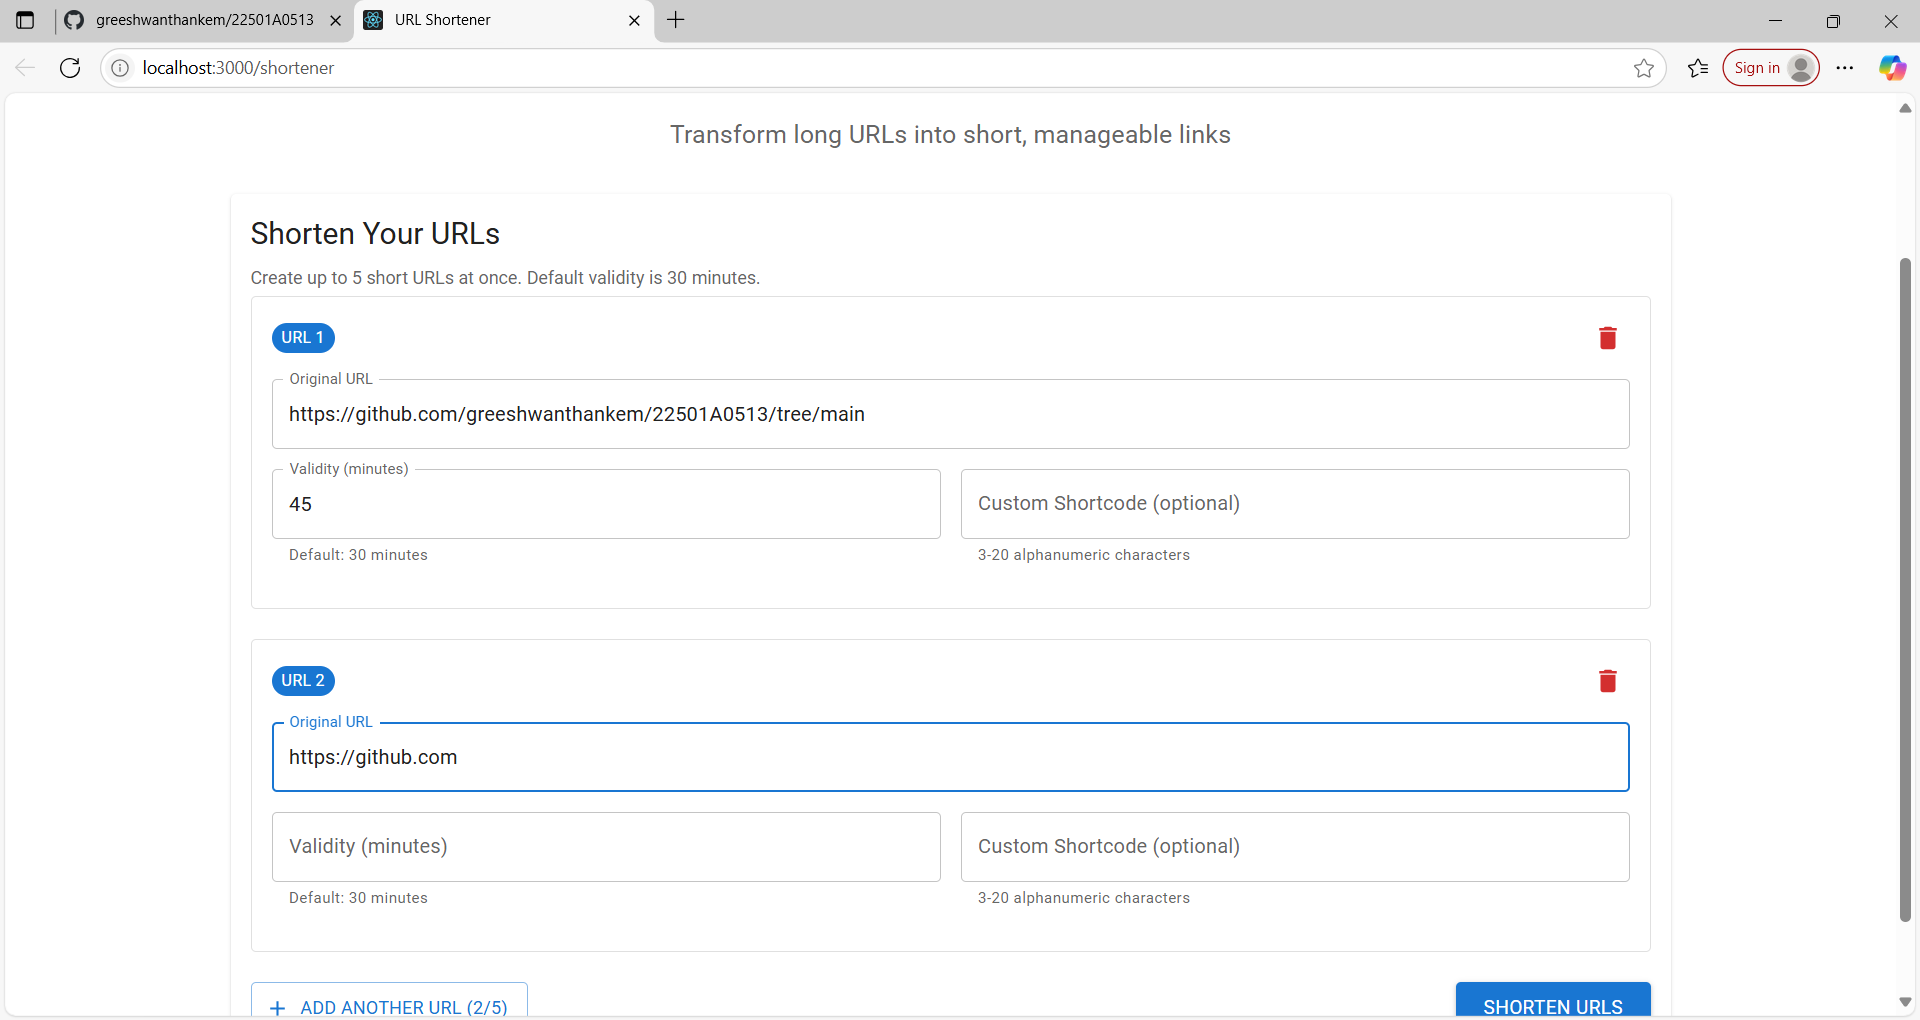 greeshwanthankem/22501A0513
URL Shortener
localhost:3000/shortener
Sign in
Transform long URLs into short, manageable links
Shorten Your URLs
Create up to 5 short URLs at once. Default validity is 30 minutes.
URL 1
Original URL
https://github.com/greeshwanthankem/22501A0513/tree/main
Validity (minutes)
45
Custom Shortcode (optional)
Default: 30 minutes
3-20 alphanumeric characters
URL 2
Original URL
https://github.com
Validity (minutes)
Custom Shortcode (optional)
Default: 30 minutes
3-20 alphanumeric characters
+ ADD ANOTHER URL (2/5)
SHORTEN URLS